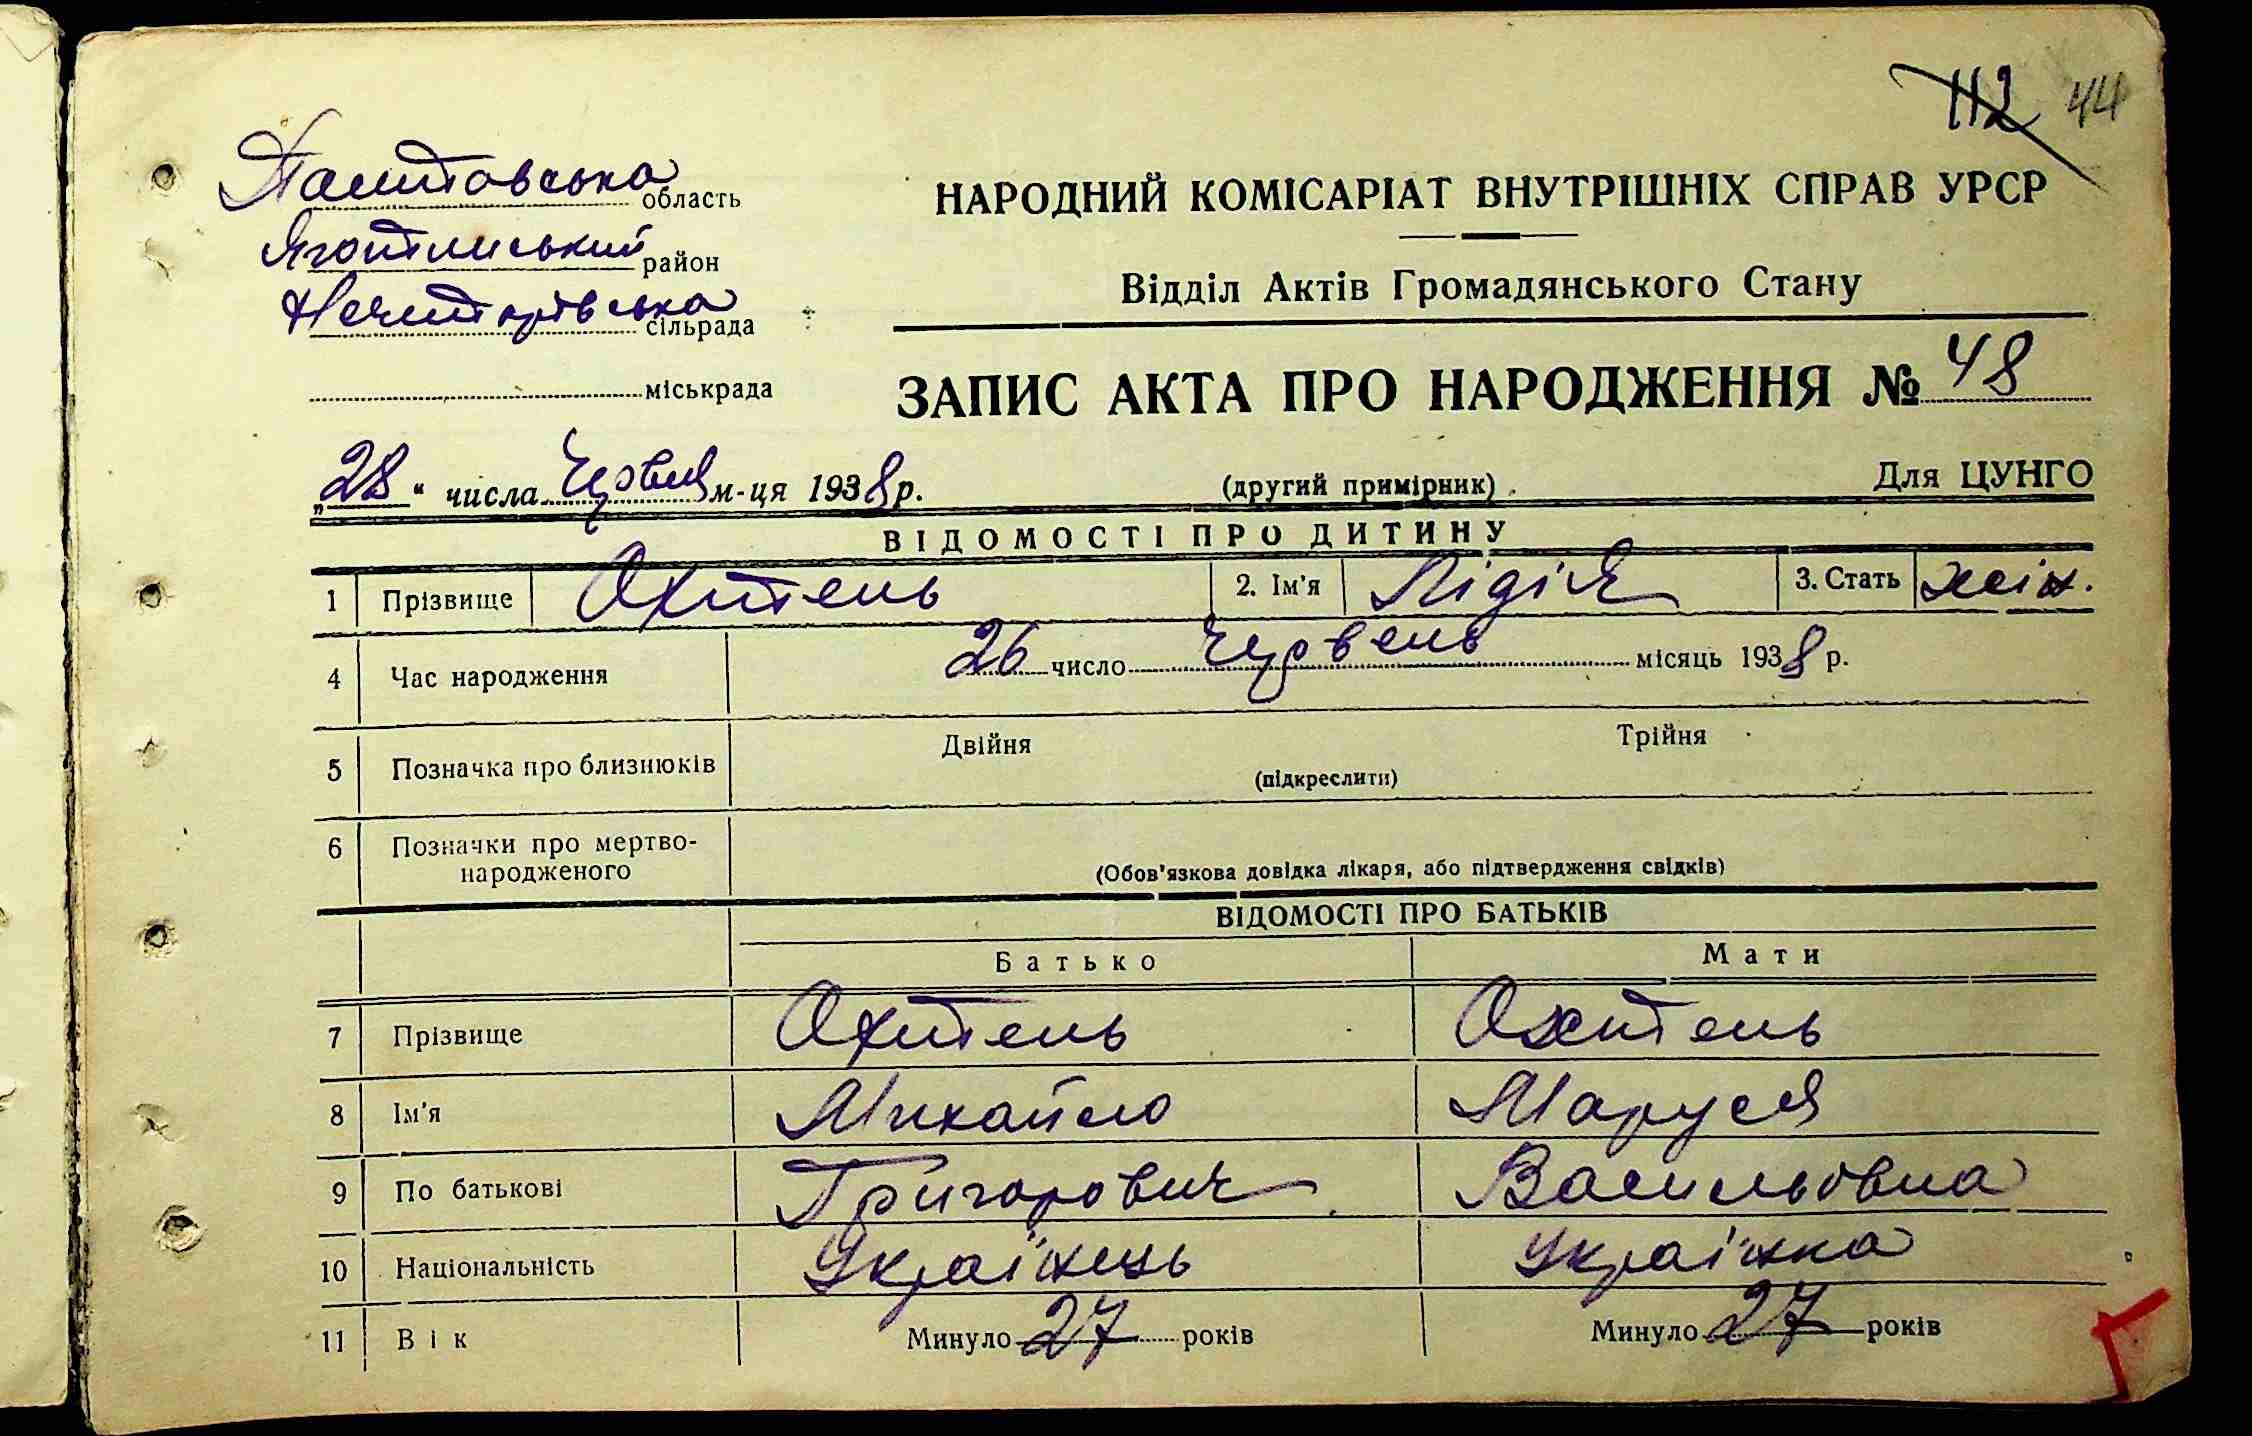 112 44
Полтавська область
Яготинський район
сільрада
міськрада
НАРОДНИЙ КОМІСАРІАТ ВНУТРІШНІХ СПРАВ УРСР
Відділ Актів Громадянського Стану
ЗАПИС АКТА ПРО НАРОДЖЕННЯ № 48
„28“ числа Червня м-ця 1938 р.
(другий примірник)
Для ЦУНГО
ВІДОМОСТІ ПРО ДИТИНУ
1 Прізвище Охтень 2. Ім'я Лідія 3. Стать жін.
4 Час народження 26 число Червень місяць 1938 р.
5 Позначка про близнюків Двійня Трійня
(підкреслити)
6 Позначки про мертво-
народженого
(Обов'язкова довідка лікаря, або підтвердження свідків)
ВІДОМОСТІ ПРО БАТЬКІВ
Батько Мати
7 Прізвище Охтень Охтень
8 Ім'я Михайло Маруся
9 По батькові Григорович Васильовна
10 Національність Українець Українка
11 Вік Минуло 27 років Минуло 27 років